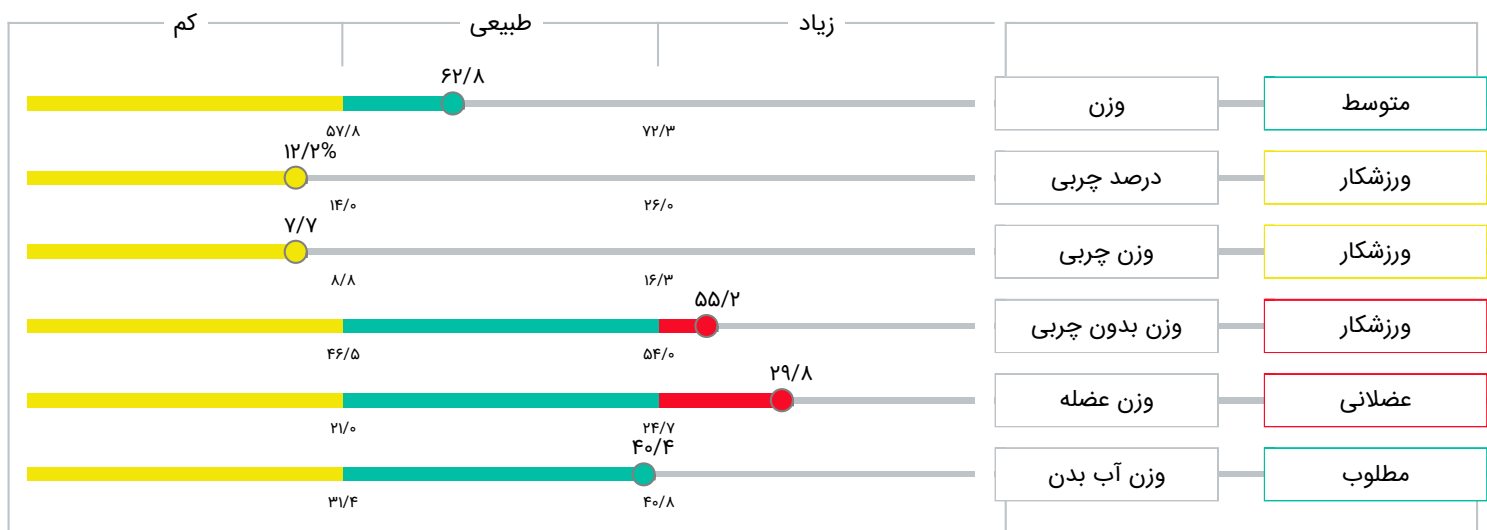 زیاد طبیعی کم
متوسط وزن ۶۲/۸
۷۲/۳ ۵۷/۸
ورزشکار درصد چربی ۱۲/۲%
۲۶/۰ ۱۴/۰
ورزشکار وزن چربی ۷/۷
۱۶/۳ ۸/۸
ورزشکار وزن بدون چربی ۵۵/۲
۵۴/۰ ۴۶/۵
عضلانی وزن عضله ۲۹/۸
۲۴/۷ ۲۱/۰
مطلوب وزن آب بدن ۴۰/۴
۴۰/۸ ۳۱/۴